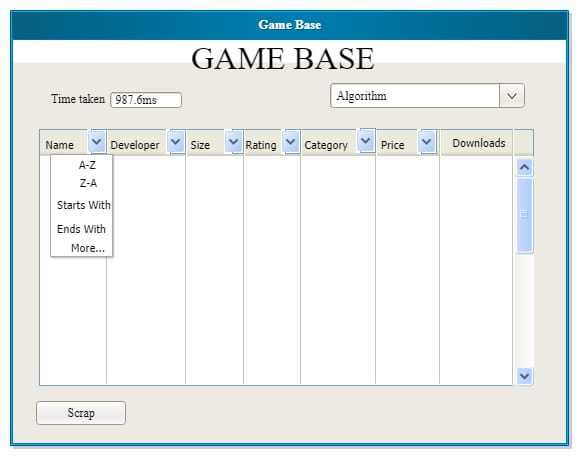 Game Base
GAME BASE
Time taken 987.6ms
Algorithm
Name Developer Size Rating Category Price Downloads
A-Z
Z-A
Starts With
Ends With
More...
Scrap